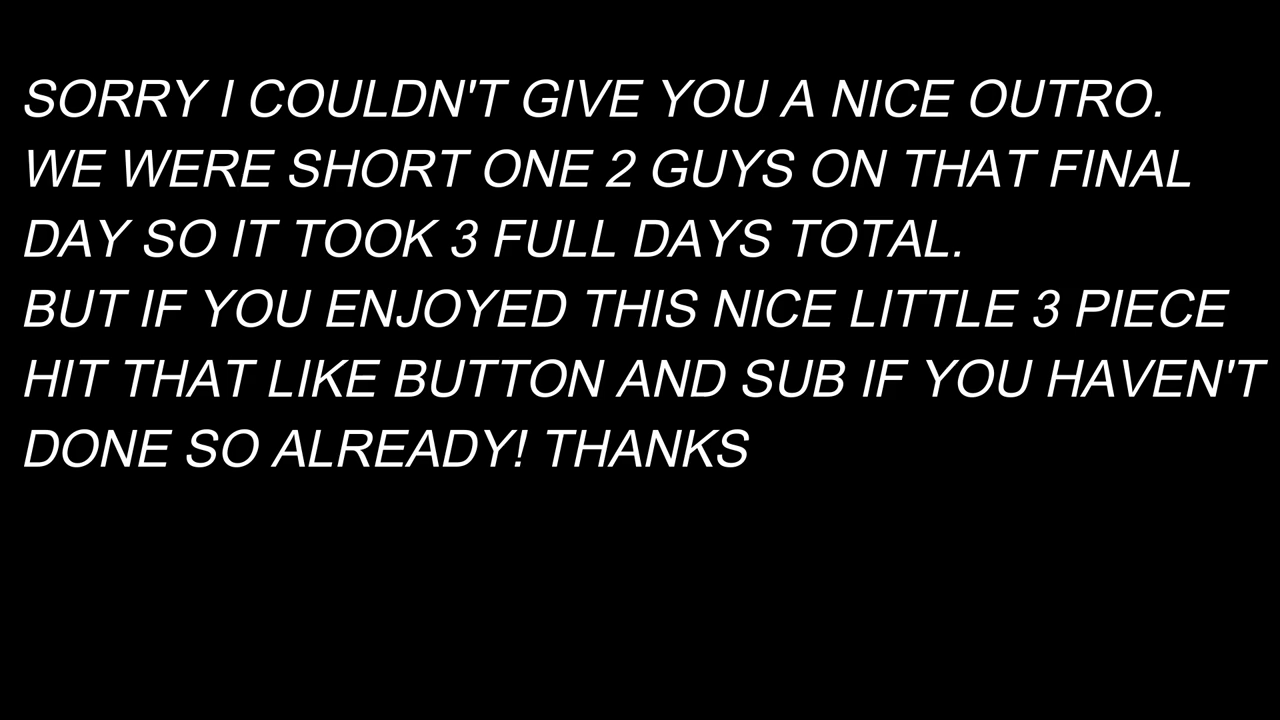 SORRY I COULDN'T GIVE YOU A NICE OUTRO.
WE WERE SHORT ONE 2 GUYS ON THAT FINAL
DAY SO IT TOOK 3 FULL DAYS TOTAL.
BUT IF YOU ENJOYED THIS NICE LITTLE 3 PIECE
HIT THAT LIKE BUTTON AND SUB IF YOU HAVEN'T
DONE SO ALREADY! THANKS